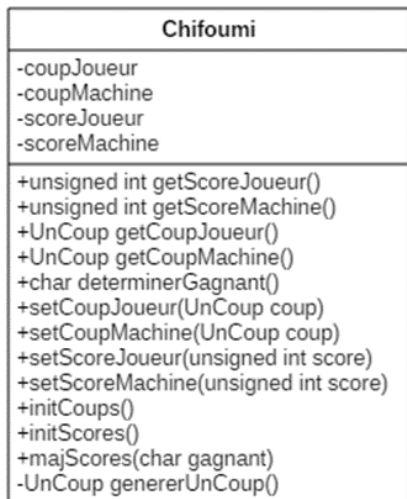 Chifoumi
-coupJoueur
-coupMachine
-scoreJoueur
-scoreMachine
+unsigned int getScoreJoueur()
+unsigned int getScoreMachine()
+UnCoup getCoupJoueur()
+UnCoup getCoupMachine()
+char determinerGagnant()
+setCoupJoueur(UnCoup coup)
+setCoupMachine(UnCoup coup)
+setScoreJoueur(unsigned int score)
+setScoreMachine(unsigned int score)
+initCoups()
+initScores()
+majScores(char gagnant)
-UnCoup genererUnCoup()